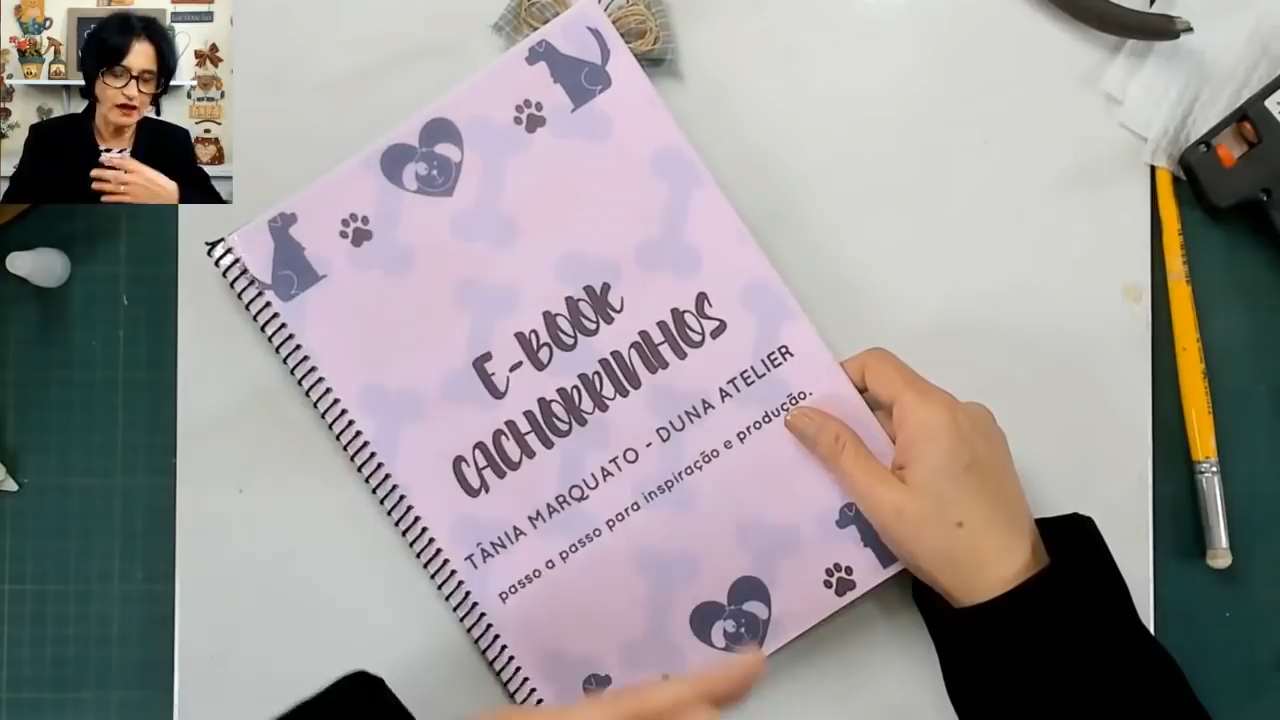 E-BOOK
CACHORRINHOS
TÂNIA MARQUATO - DUNA ATELIER
passo a passo para inspiração e produção.